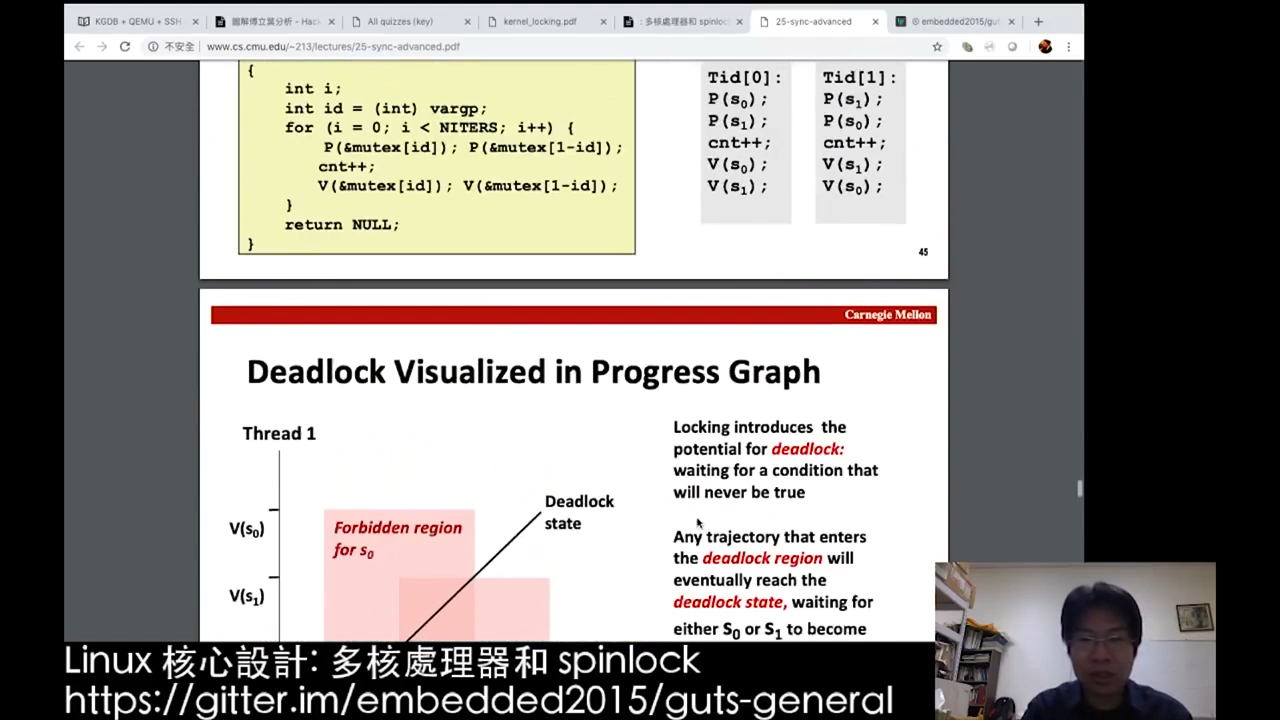 KGDB + QEMU + SSH
圖解傅立葉分析 - Hac
All quizzes (key)
kernel_locking.pdf
: 多核處理器和 spinloc
25-sync-advanced
embedded2015/gut
不安全 | www.cs.cmu.edu/~213/lectures/25-sync-advanced.pdf
{
int i;
int id = (int) vargp;
for (i = 0; i < NITERS; i++) {
P(&mutex[id]); P(&mutex[1-id]);
cnt++;
V(&mutex[id]); V(&mutex[1-id]);
}
return NULL;
}
Tid[0]:
P(s0);
P(s1);
cnt++;
V(s0);
V(s1);
Tid[1]:
P(s1);
P(s0);
cnt++;
V(s1);
V(s0);
45
Carnegie Mellon
Deadlock Visualized in Progress Graph
Thread 1
V(s0)
V(s1)
Forbidden region
for s0
Deadlock
state
Locking introduces the
potential for deadlock:
waiting for a condition that
will never be true
Any trajectory that enters
the deadlock region will
eventually reach the
deadlock state, waiting for
either S0 or S1 to become
Linux 核心設計: 多核處理器和 spinlock
https://gitter.im/embedded2015/guts-general